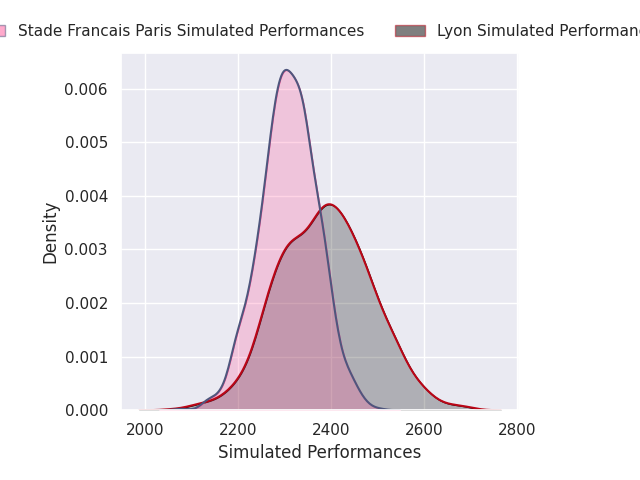 Stade Francais Paris Simulated Performances
Lyon Simulated
0.006
0.005
0.004
0.003
0.002
0.001
0.000
Density
2000 2200 2400 2600 2800
Simulated Performances